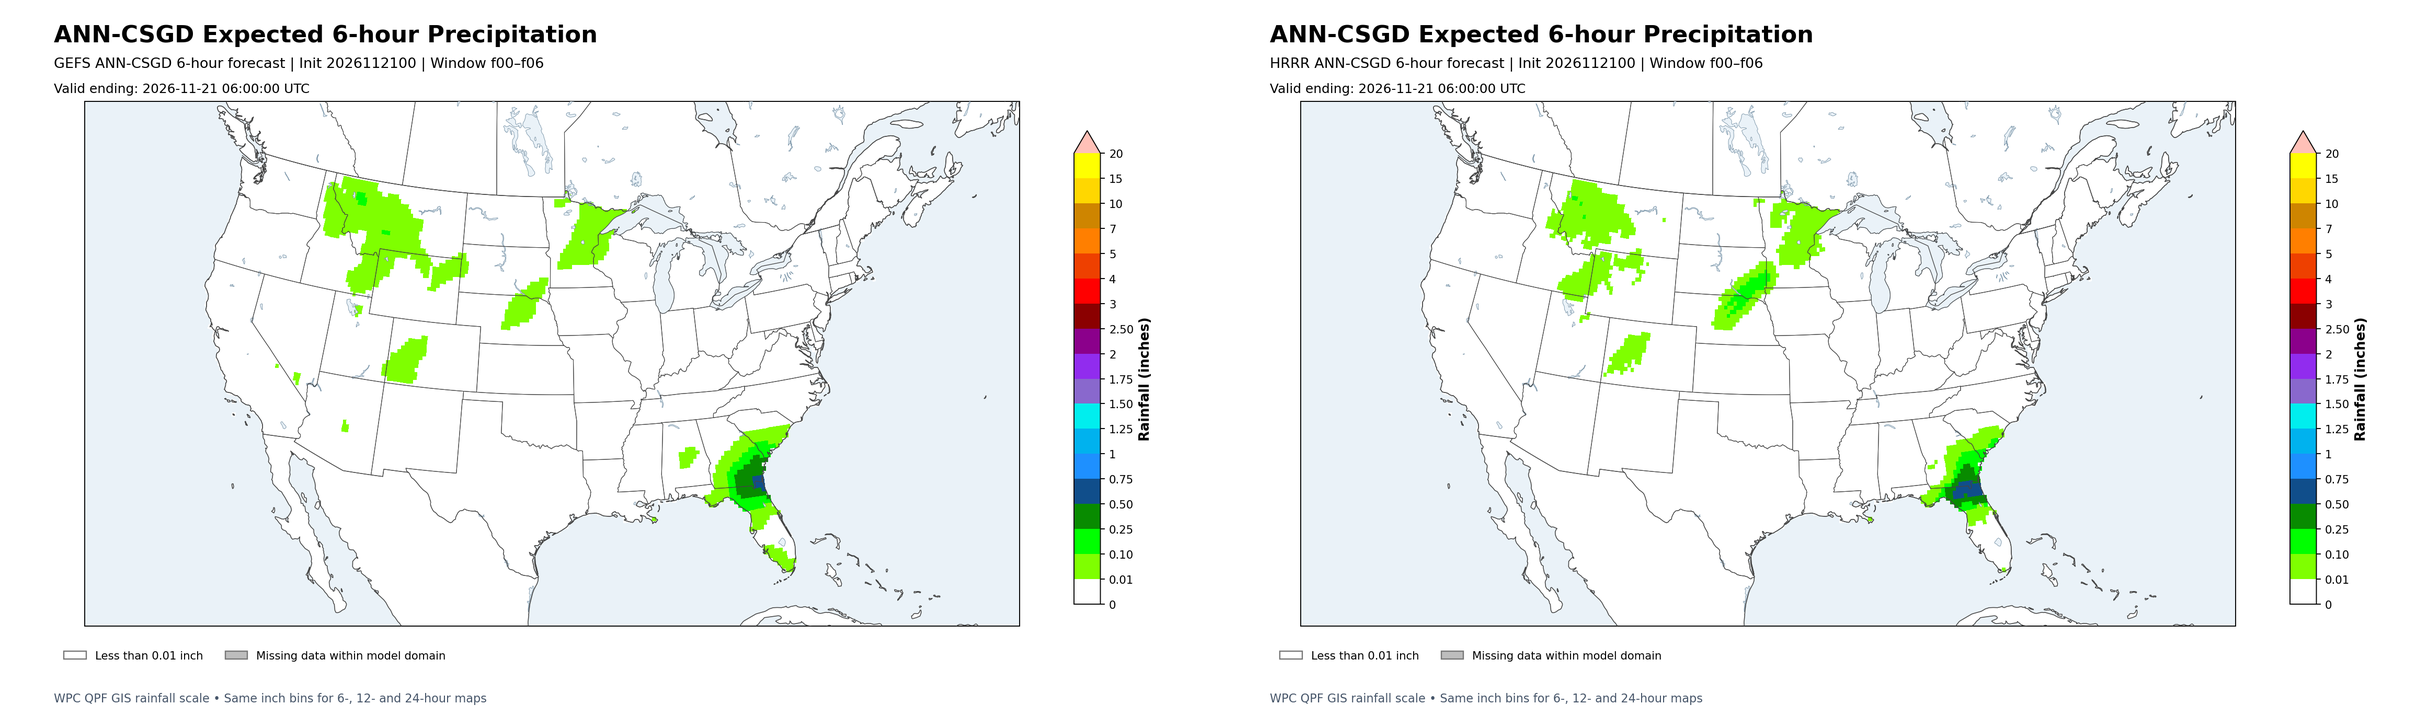 ANN-CSGD Expected 6-hour Precipitation
GEFS ANN-CSGD 6-hour forecast | Init 2026112100 | Window f00–f06
Valid ending: 2026-11-21 06:00:00 UTC
20
15
10
7
5
4
3
2.50
2
1.75
1.50
1.25
1
0.75
0.50
0.25
0.10
0.01
0
Rainfall (inches)
Less than 0.01 inch
Missing data within model domain
WPC QPF GIS rainfall scale • Same inch bins for 6-, 12- and 24-hour maps
ANN-CSGD Expected 6-hour Precipitation
HRRR ANN-CSGD 6-hour forecast | Init 2026112100 | Window f00–f06
Valid ending: 2026-11-21 06:00:00 UTC
20
15
10
7
5
4
3
2.50
2
1.75
1.50
1.25
1
0.75
0.50
0.25
0.10
0.01
0
Rainfall (inches)
Less than 0.01 inch
Missing data within model domain
WPC QPF GIS rainfall scale • Same inch bins for 6-, 12- and 24-hour maps